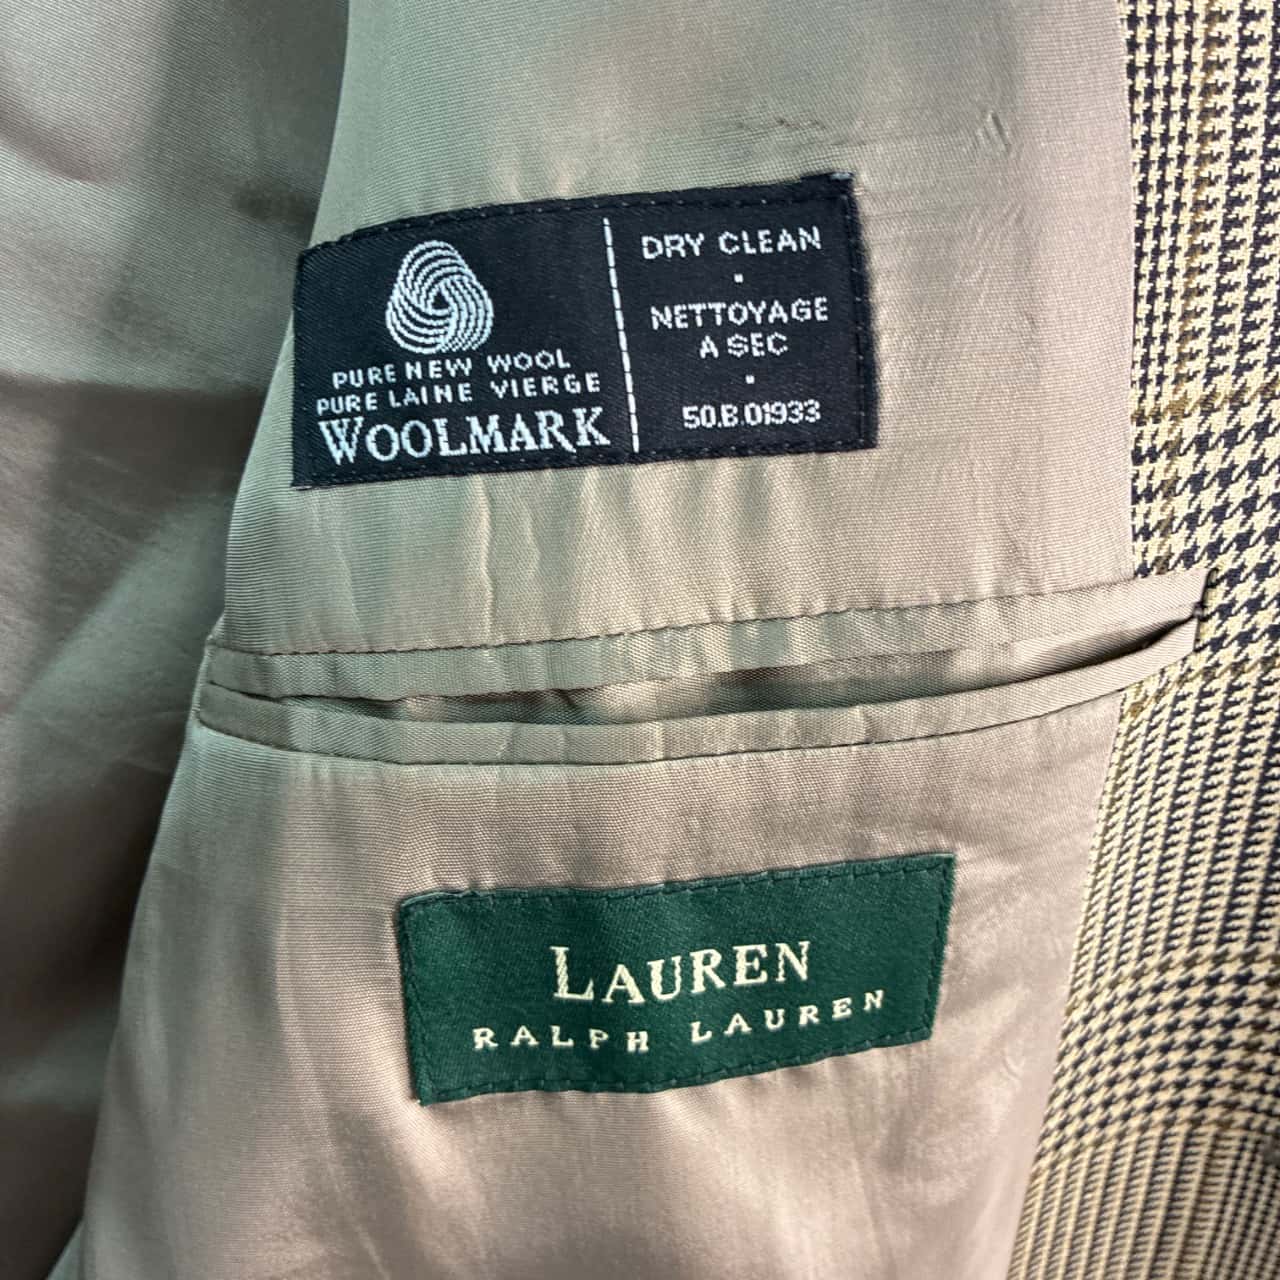 PURE NEW WOOL
PURE LAINE VIERGE
WOOLMARK
DRY CLEAN
NETTOYAGE
A SEC
50.B.01933
LAUREN
RALPH LAUREN